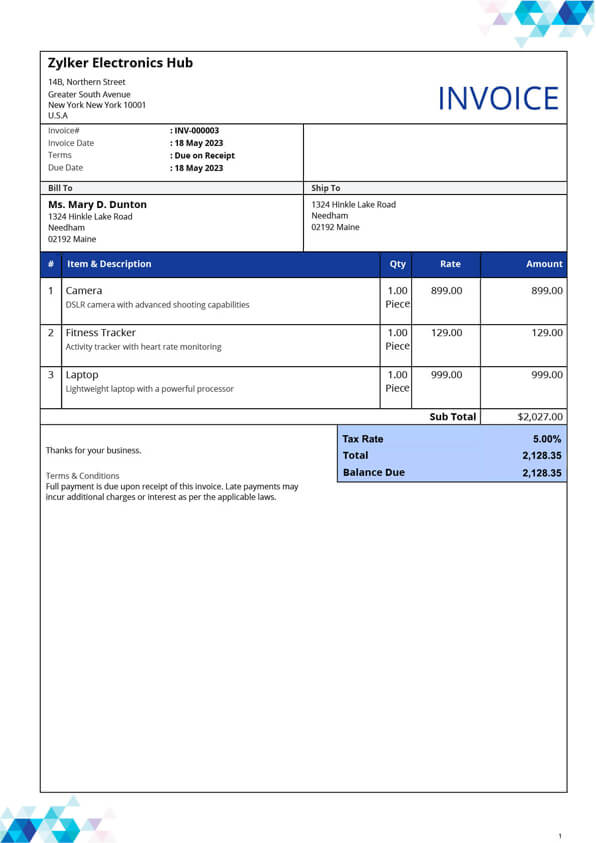 Zylker Electronics Hub
14B, Northern Street
Greater South Avenue
New York New York 10001
U.S.A
INVOICE
Invoice# : INV-000003
Invoice Date : 18 May 2023
Terms : Due on Receipt
Due Date : 18 May 2023
Bill To Ship To
Ms. Mary D. Dunton
1324 Hinkle Lake Road
Needham
02192 Maine
1324 Hinkle Lake Road
Needham
02192 Maine
# Item & Description Qty Rate Amount
1 Camera 1.00 899.00 899.00
DSLR camera with advanced shooting capabilities Piece
2 Fitness Tracker 1.00 129.00 129.00
Activity tracker with heart rate monitoring Piece
3 Laptop 1.00 999.00 999.00
Lightweight laptop with a powerful processor Piece
Sub Total $2,027.00
Tax Rate 5.00%
Total 2,128.35
Balance Due 2,128.35
Thanks for your business.
Terms & Conditions
Full payment is due upon receipt of this invoice. Late payments may
incur additional charges or interest as per the applicable laws.
1